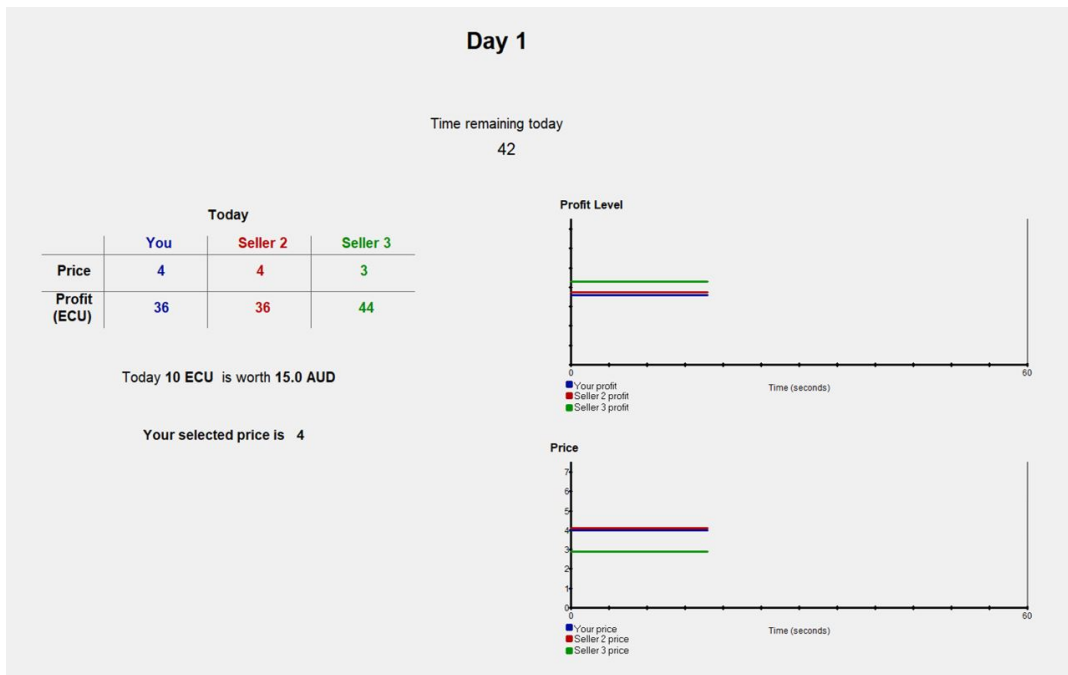 Day 1
Time remaining today
42
Today
You Seller 2 Seller 3
Price 4 4 3
Profit
(ECU) 36 36 44
Today 10 ECU is worth 15.0 AUD
Your selected price is 4
Profit Level
0 60
Time (seconds)
Your profit
Seller 2 profit
Seller 3 profit
Price
7
6
5
4
3
2
1
0
0 60
Time (seconds)
Your price
Seller 2 price
Seller 3 price